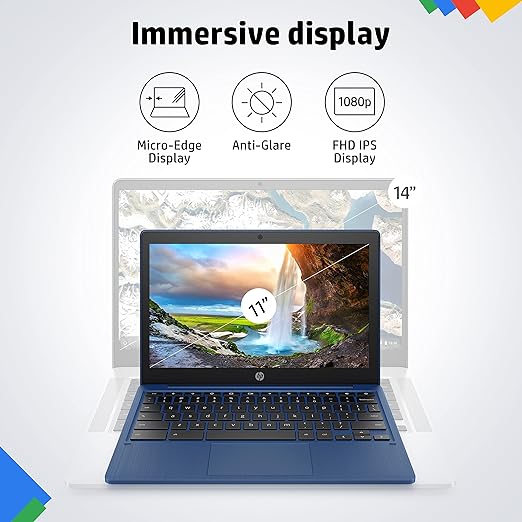 Immersive display
1080p
Micro-Edge
Display
Anti-Glare
FHD IPS
Display
14”
11”
hp